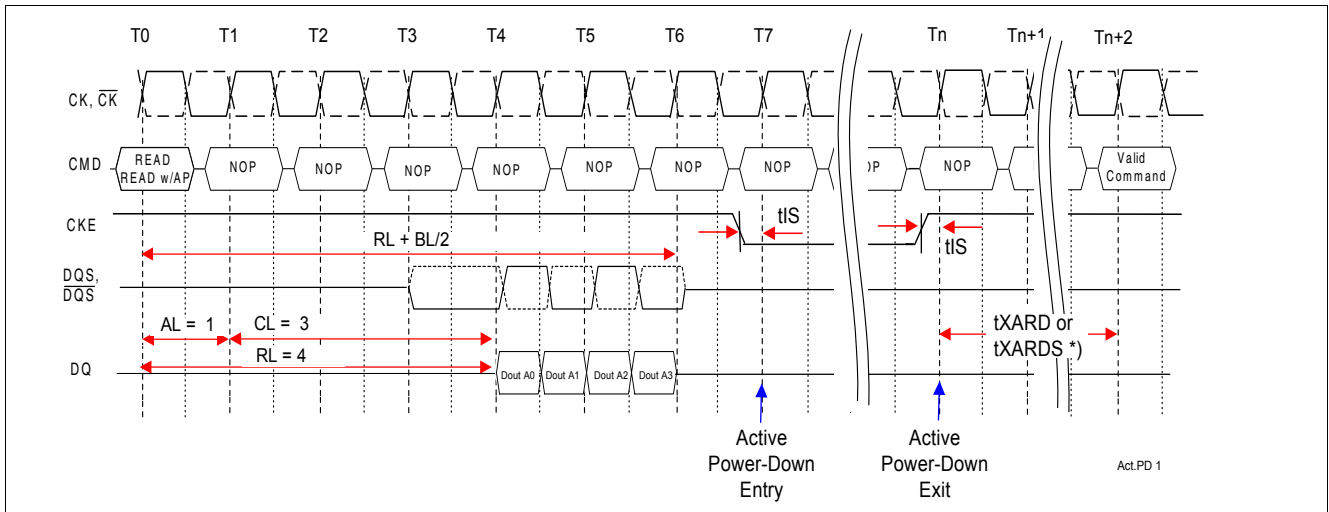 T0 T1 T2 T3 T4 T5 T6 T7 Tn Tn+1 Tn+2
CK, CK
CMD READ NOP NOP NOP NOP NOP NOP NOP OP NOP Valid
READ w/AP Command
CKE
tIS
tIS
RL + BL/2
DQS,
DQS
AL = 1 CL = 3
tXARD or
RL = 4
tXARDS *)
DQ
Dout A0 Dout A1 Dout A2 Dout A3
Active
Power-Down
Entry
Active
Power-Down
Exit
Act.PD 1